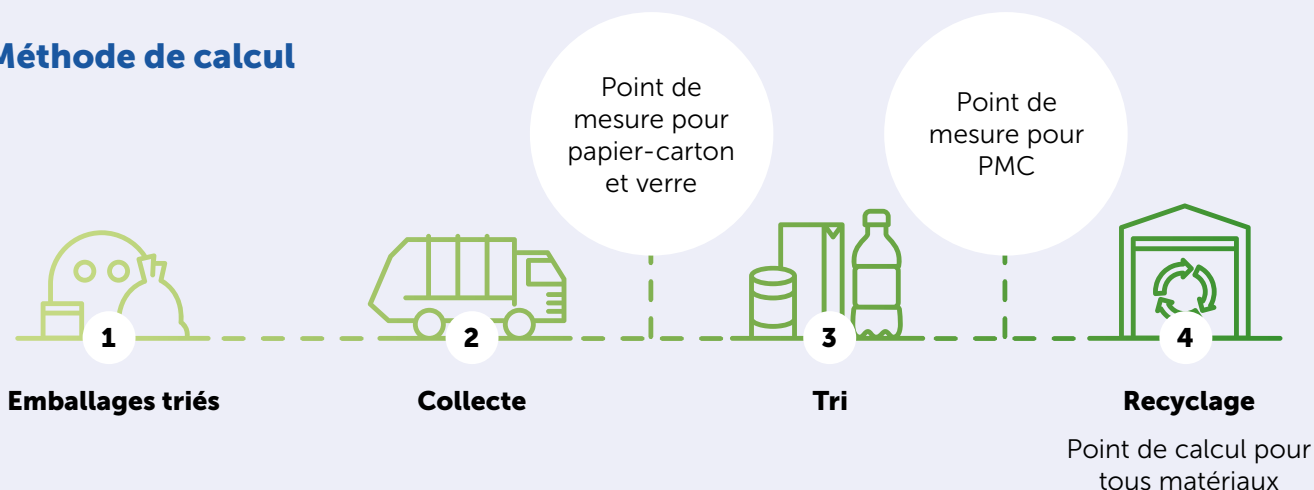 Méthode de calcul
Point de
mesure pour
papier-carton
et verre
Point de
mesure pour
PMC
1
2
3
4
Emballages triés
Collecte
Tri
Recyclage
Point de calcul pour
tous matériaux